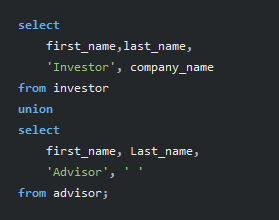 select
first_name,last_name,
'Investor', company_name
from investor
union
select
first_name, Last_name,
'Advisor', ' '
from advisor;